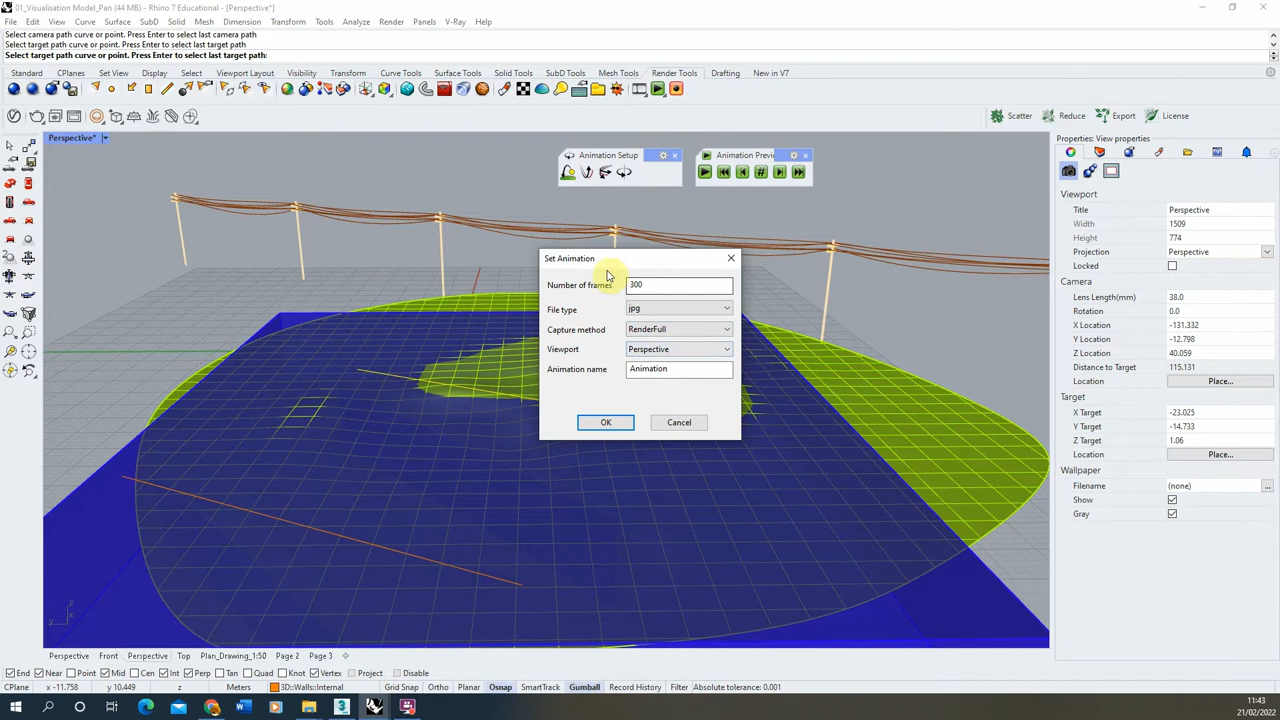 01_Visualisation Model_Pan (44 MB) - Rhino 7 Educational - [Perspective*]
File Edit View Curve Surface SubD Solid Mesh Dimension Transform Tools Analyze Render Panels V-Ray Help
Select camera path curve or point. Press Enter to select last camera path
Select target path curve or point. Press Enter to select last target path
Select target path curve or point. Press Enter to select last target path:
Standard CPlanes Set View Display Select Viewport Layout Visibility Transform Curve Tools Surface Tools Solid Tools SubD Tools Mesh Tools Render Tools Drafting New in V7
Scatter Reduce Export License
Perspective*
Animation Setup
Animation Previ
Properties: View properties
Viewport
Title Perspective
Width 1509
Height 774
Projection Perspective
Locked
Camera
Lens Length(mm) 38.0
Rotation 0.0
X Location -131.332
Y Location -12.798
Z Location 40.059
Distance to Target 115.131
Location Place...
Target
X Target -23.025
Y Target -14.733
Z Target 1.06
Location Place...
Wallpaper
Filename (none) ...
Show
Gray
Set Animation
Number of frames 300
File type jpg
Capture method RenderFull
Viewport Perspective
Animation name Animation
OK Cancel
z
y x
Perspective Front Perspective Top Plan_Drawing_1:50 Page 2 Page 3
End Near Point Mid Cen Int Perp Tan Quad Knot Vertex Project Disable
CPlane x -11.758 y 10.449 z Meters 3D::Walls::Internal Grid Snap Ortho Planar Osnap SmartTrack Gumball Record History Filter Absolute tolerance: 0.001
11:43
21/02/2022